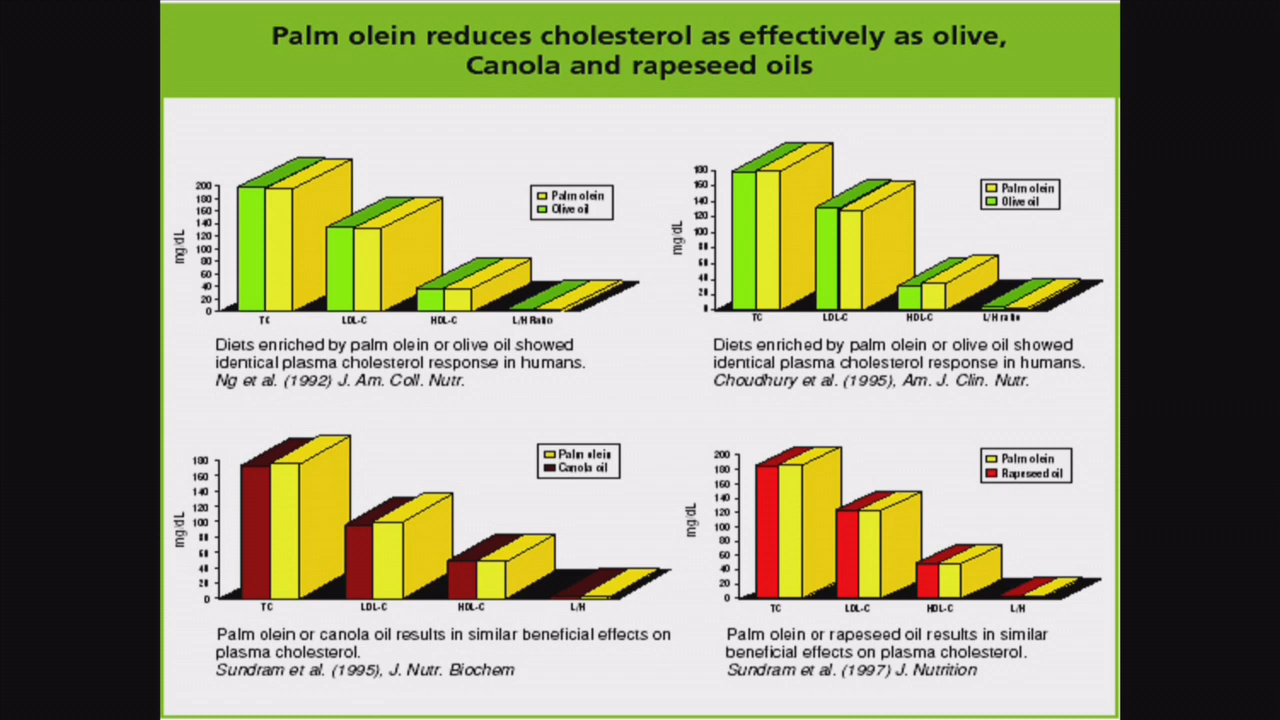 Palm olein reduces cholesterol as effectively as olive,
Canola and rapeseed oils
200
180
160
140
120
100
80
60
40
20
0
mg/dL
TC
LDL-C
HDL-C
L/H Ratio
Palm olein
Olive oil
Diets enriched by palm olein or olive oil showed
identical plasma cholesterol response in humans.
Ng et al. (1992) J. Am. Coll. Nutr.
180
160
140
120
100
80
60
40
20
0
mg/dL
TC
LDL-C
HDL-C
L/H ratio
Palm olein
Olive oil
Diets enriched by palm olein or olive oil showed
identical plasma cholesterol response in humans.
Choudhury et al. (1995), Am. J. Clin. Nutr.
180
160
140
120
100
80
60
40
20
0
mg/dL
TC
LDL-C
HDL-C
L/H
Palm olein
Canola oil
Palm olein or canola oil results in similar beneficial effects on
plasma cholesterol.
Sundram et al. (1995), J. Nutr. Biochem
200
180
160
140
120
100
80
60
40
20
0
mg/dL
TC
LDL-C
HDL-C
L/H
Palm olein
Rapeseed oil
Palm olein or rapeseed oil results in similar
beneficial effects on plasma cholesterol.
Sundram et al. (1997) J. Nutrition